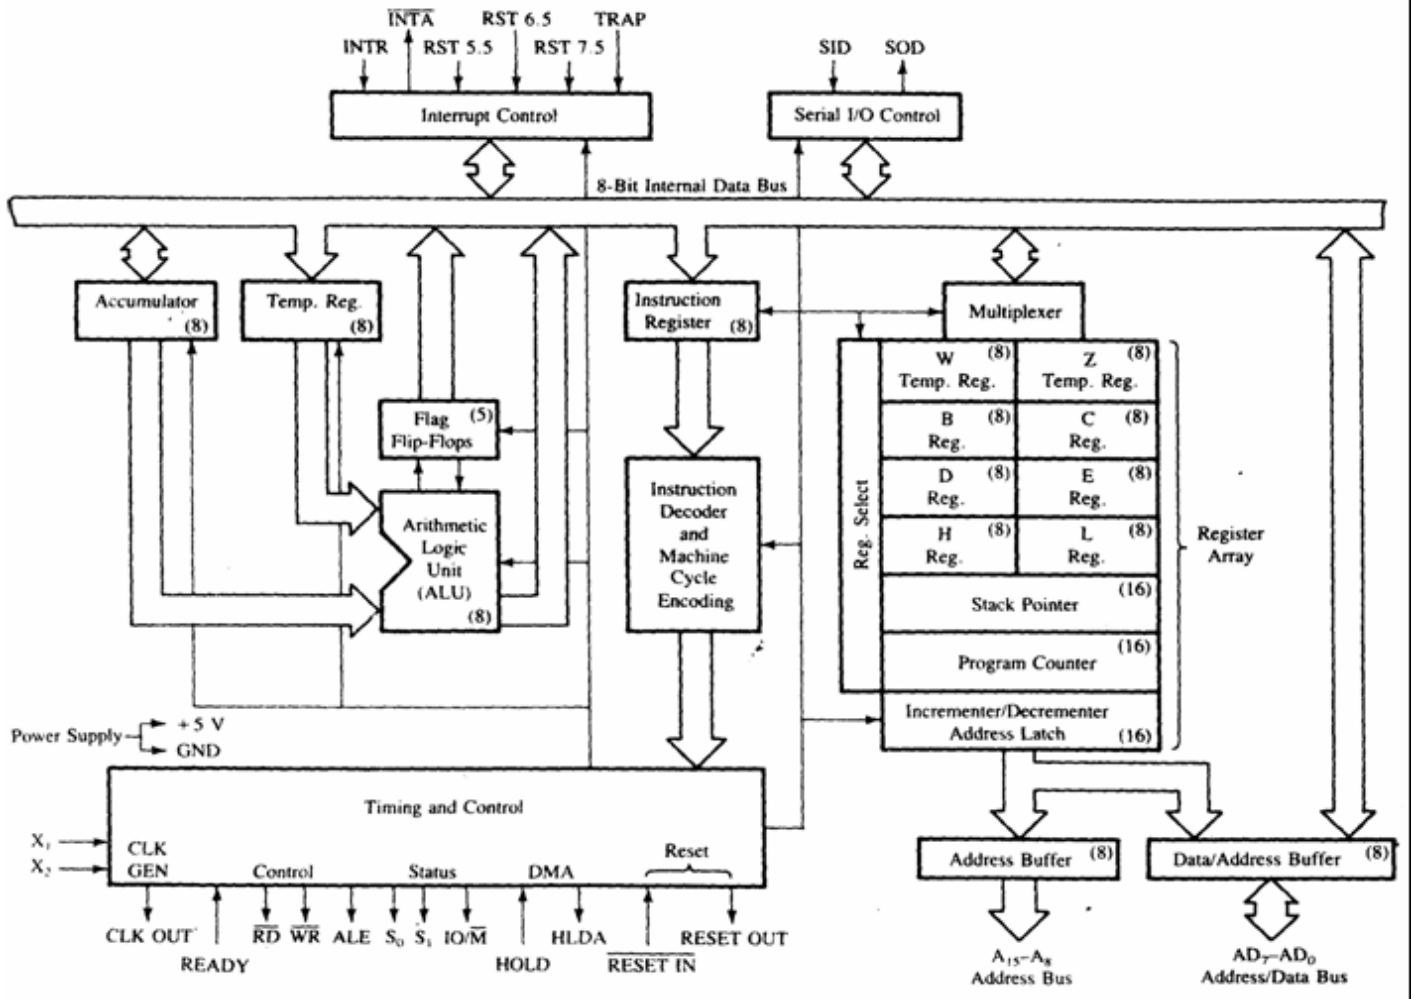 INTA RST 6.5 TRAP
INTR RST 5.5 RST 7.5
SID SOD
Interrupt Control
Serial I/O Control
8-Bit Internal Data Bus
Accumulator
(8)
Temp. Reg.
(8)
Instruction
Register (8)
Multiplexer
W (8)
Temp. Reg.
Z (8)
Temp. Reg.
B (8)
Reg.
C (8)
Reg.
D (8)
Reg.
E (8)
Reg.
H (8)
Reg.
L (8)
Reg.
Stack Pointer (16)
Program Counter (16)
Incrementer/Decrementer
Address Latch (16)
Reg. Select
Register
Array
Flag (5)
Flip-Flops
Arithmetic
Logic
Unit
(ALU)
(8)
Instruction
Decoder
and
Machine
Cycle
Encoding
Power Supply
+5 V
GND
Timing and Control
X₁
X₂
CLK
GEN
Control
Status
DMA
Reset
CLK OUT
READY
RD
WR
ALE
S₀
S₁
IO/M
HOLD
HLDA
RESET IN
RESET OUT
Address Buffer (8)
Data/Address Buffer (8)
A₁₅–A₈
Address Bus
AD₇–AD₀
Address/Data Bus